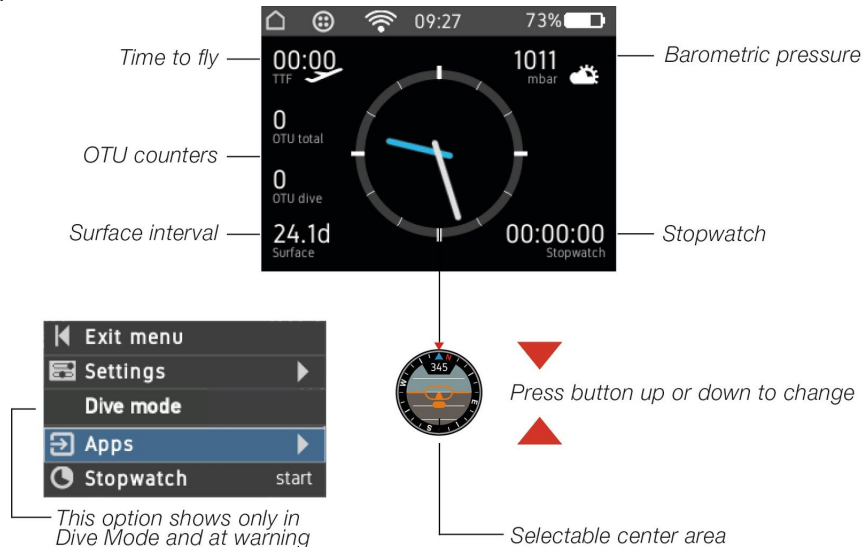 09:27
73%
Time to fly
00:00
TTF
1011
mbar
Barometric pressure
0
OTU total
OTU counters
0
OTU dive
Surface interval
24.1d
Surface
00:00:00
Stopwatch
Stopwatch
Exit menu
Settings
Dive mode
Apps
Stopwatch start
N
345
W
E
S
Press button up or down to change
This option shows only in
Dive Mode and at warning
Selectable center area